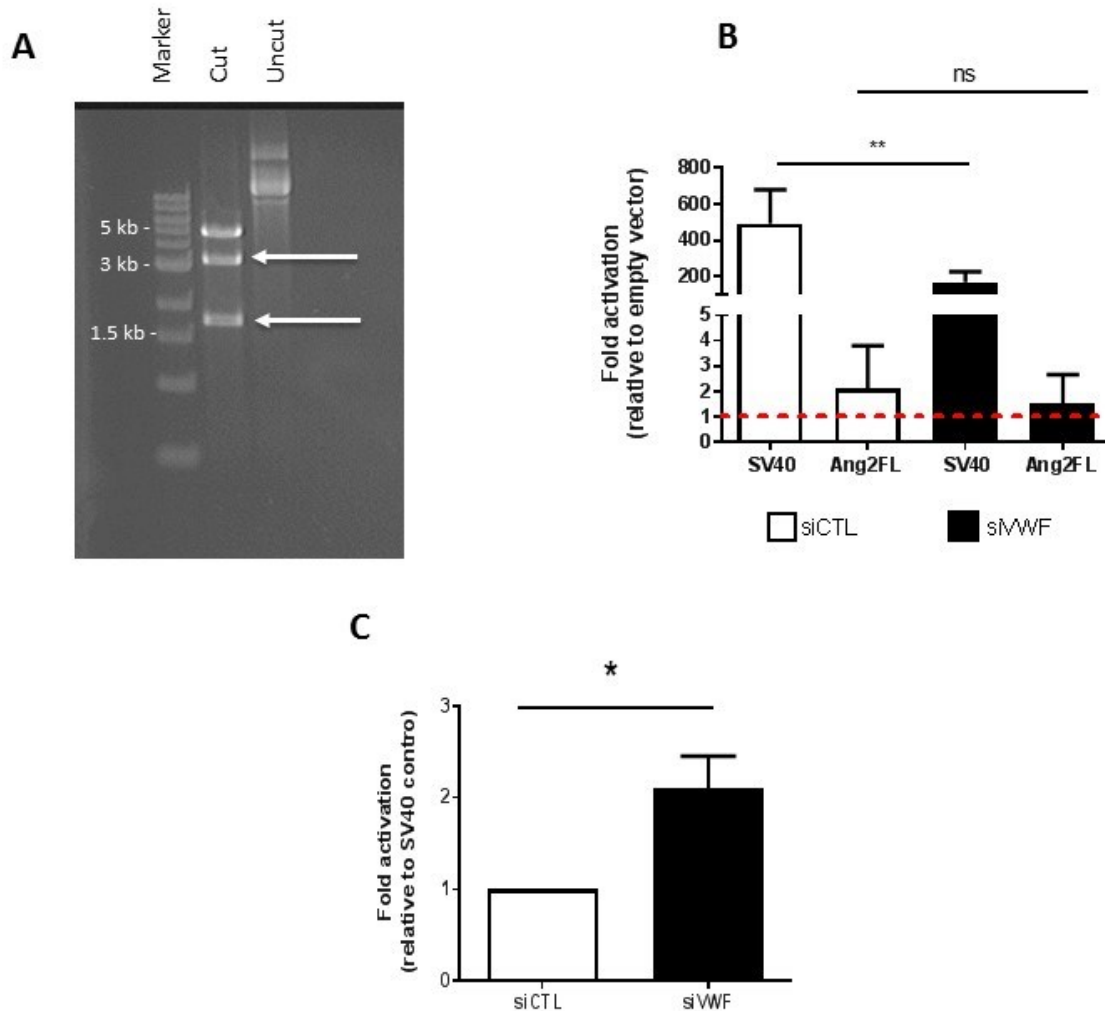 A
Marker
Cut
Uncut
5 kb -
3 kb -
1.5 kb -
B
ns
**
Fold activation
(relative to empty vector)
800
600
400
200
5
4
3
2
1
0
SV40
Ang2FL
SV40
Ang2FL
siCTL
siVWF
C
*
Fold activation
(relative to SV40 contro)
3
2
1
0
siCTL
siVWF